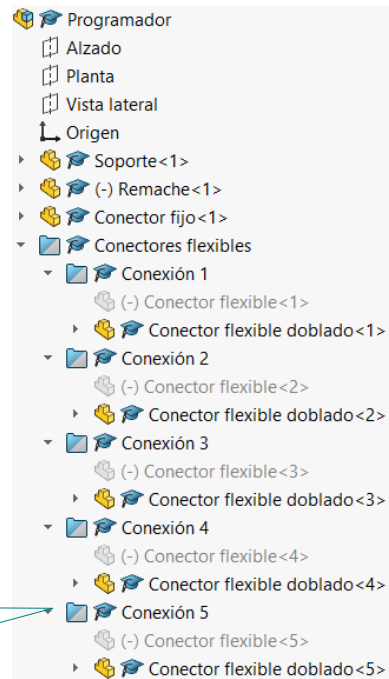 Programador
Alzado
Planta
Vista lateral
Origen
Soporte<1>
(-) Remache<1>
Conector fijo<1>
Conectores flexibles
Conexión 1
(-) Conector flexible<1>
Conector flexible doblado<1>
Conexión 2
(-) Conector flexible<2>
Conector flexible doblado<2>
Conexión 3
(-) Conector flexible<3>
Conector flexible doblado<3>
Conexión 4
(-) Conector flexible<4>
Conector flexible doblado<4>
Conexión 5
(-) Conector flexible<5>
Conector flexible doblado<5>